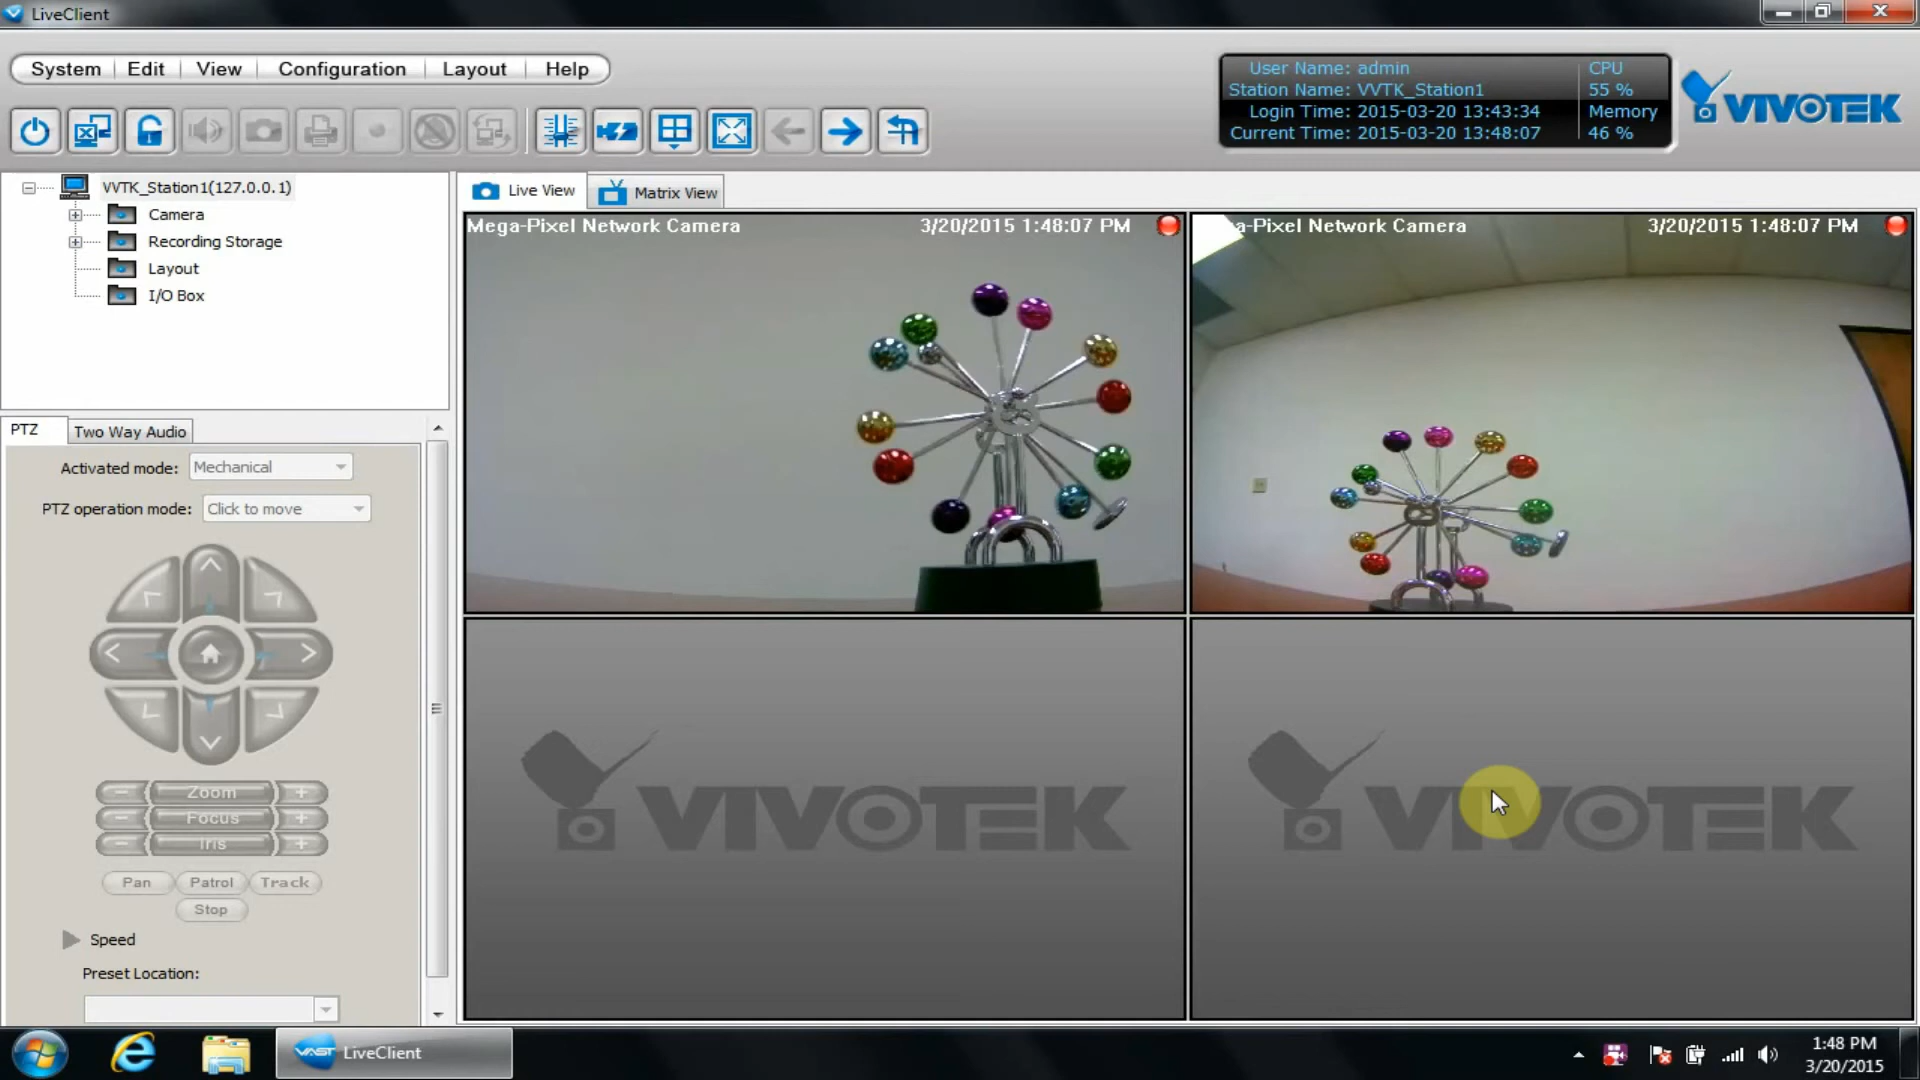 LiveClient
System Edit View Configuration Layout Help
User Name: admin
Station Name: VVTK_Station1
Login Time: 2015-03-20 13:43:34
Current Time: 2015-03-20 13:48:07
CPU
55 %
Memory
46 %
VIVOTEK
VVTK_Station1(127.0.0.1)
Camera
Recording Storage
Layout
I/O Box
Live View
Matrix View
Mega-Pixel Network Camera 3/20/2015 1:48:07 PM
a-Pixel Network Camera 3/20/2015 1:48:07 PM
PTZ
Two Way Audio
Activated mode: Mechanical
PTZ operation mode: Click to move
Zoom
Focus
Iris
Pan Patrol Track
Stop
Speed
Preset Location:
VIVOTEK
VIVOTEK
VAST LiveClient
1:48 PM
3/20/2015